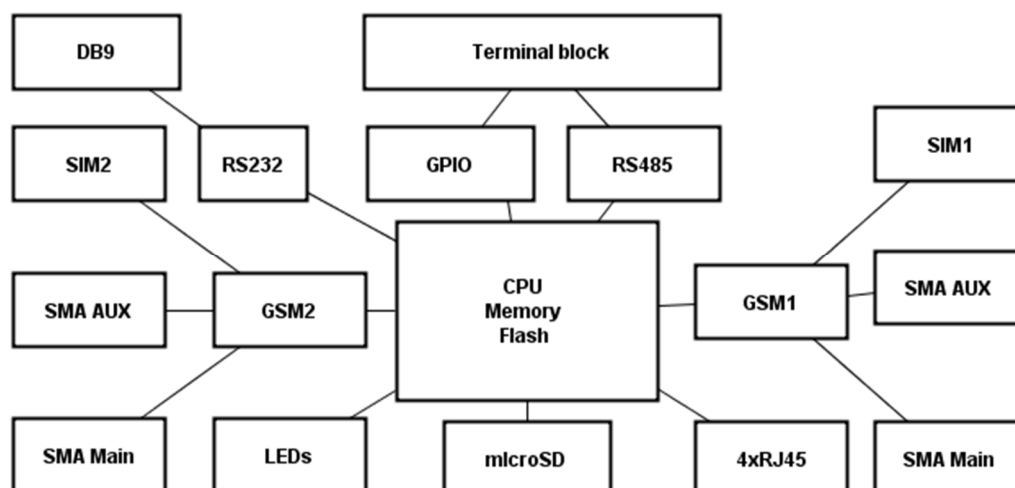 DB9
Terminal block
SIM2
RS232
GPIO
RS485
SIM1
SMA AUX
GSM2
CPU
Memory
Flash
GSM1
SMA AUX
SMA Main
LEDs
mIcroSD
4xRJ45
SMA Main